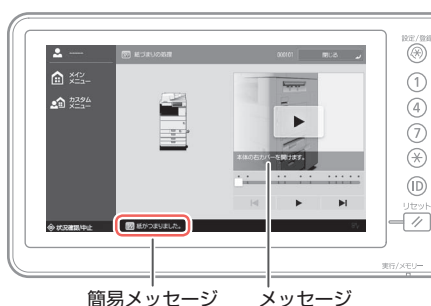 設定/登録
紙づまりの処理
000101
閉じる
メイン
メニュー
カスタム
メニュー
本体の右カバーを開けます。
状況確認/中止
紙がつまりました。
1
4
7
ID
リセット
実行/メモリー
簡易メッセージ
メッセージ